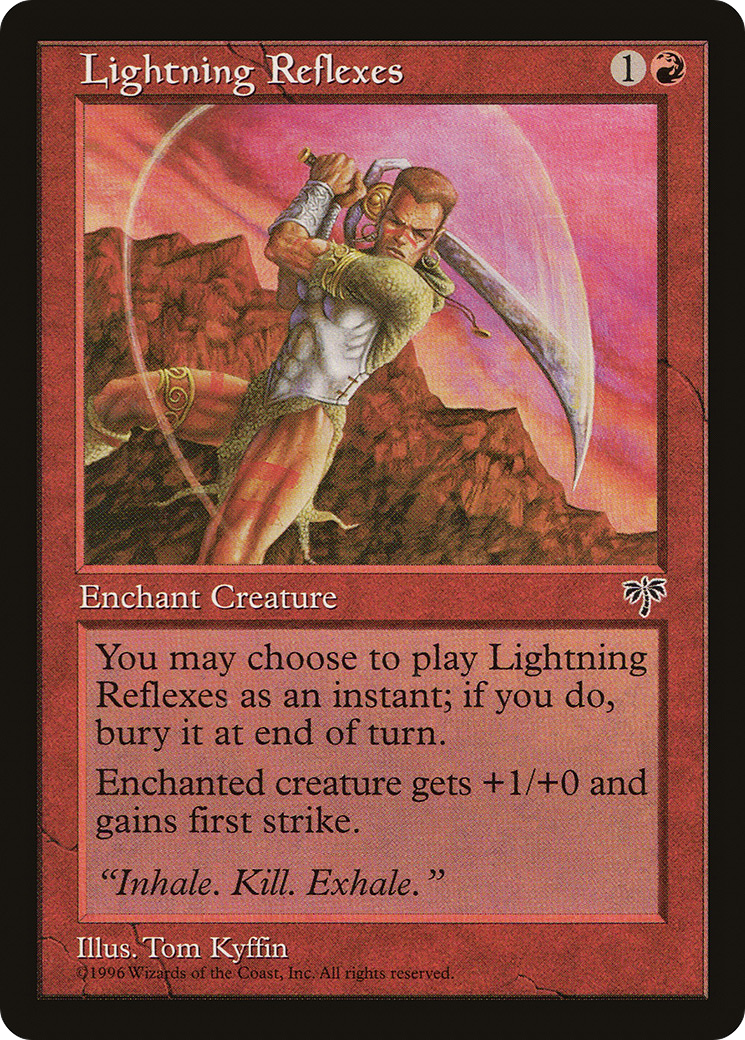 Lightning Reflexes 1
Enchant Creature
You may choose to play Lightning
Reflexes as an instant; if you do,
bury it at end of turn.
Enchanted creature gets +1/+0 and
gains first strike.
“Inhale. Kill. Exhale.”
Illus. Tom Kyffin
©1996 Wizards of the Coast, Inc. All rights reserved.